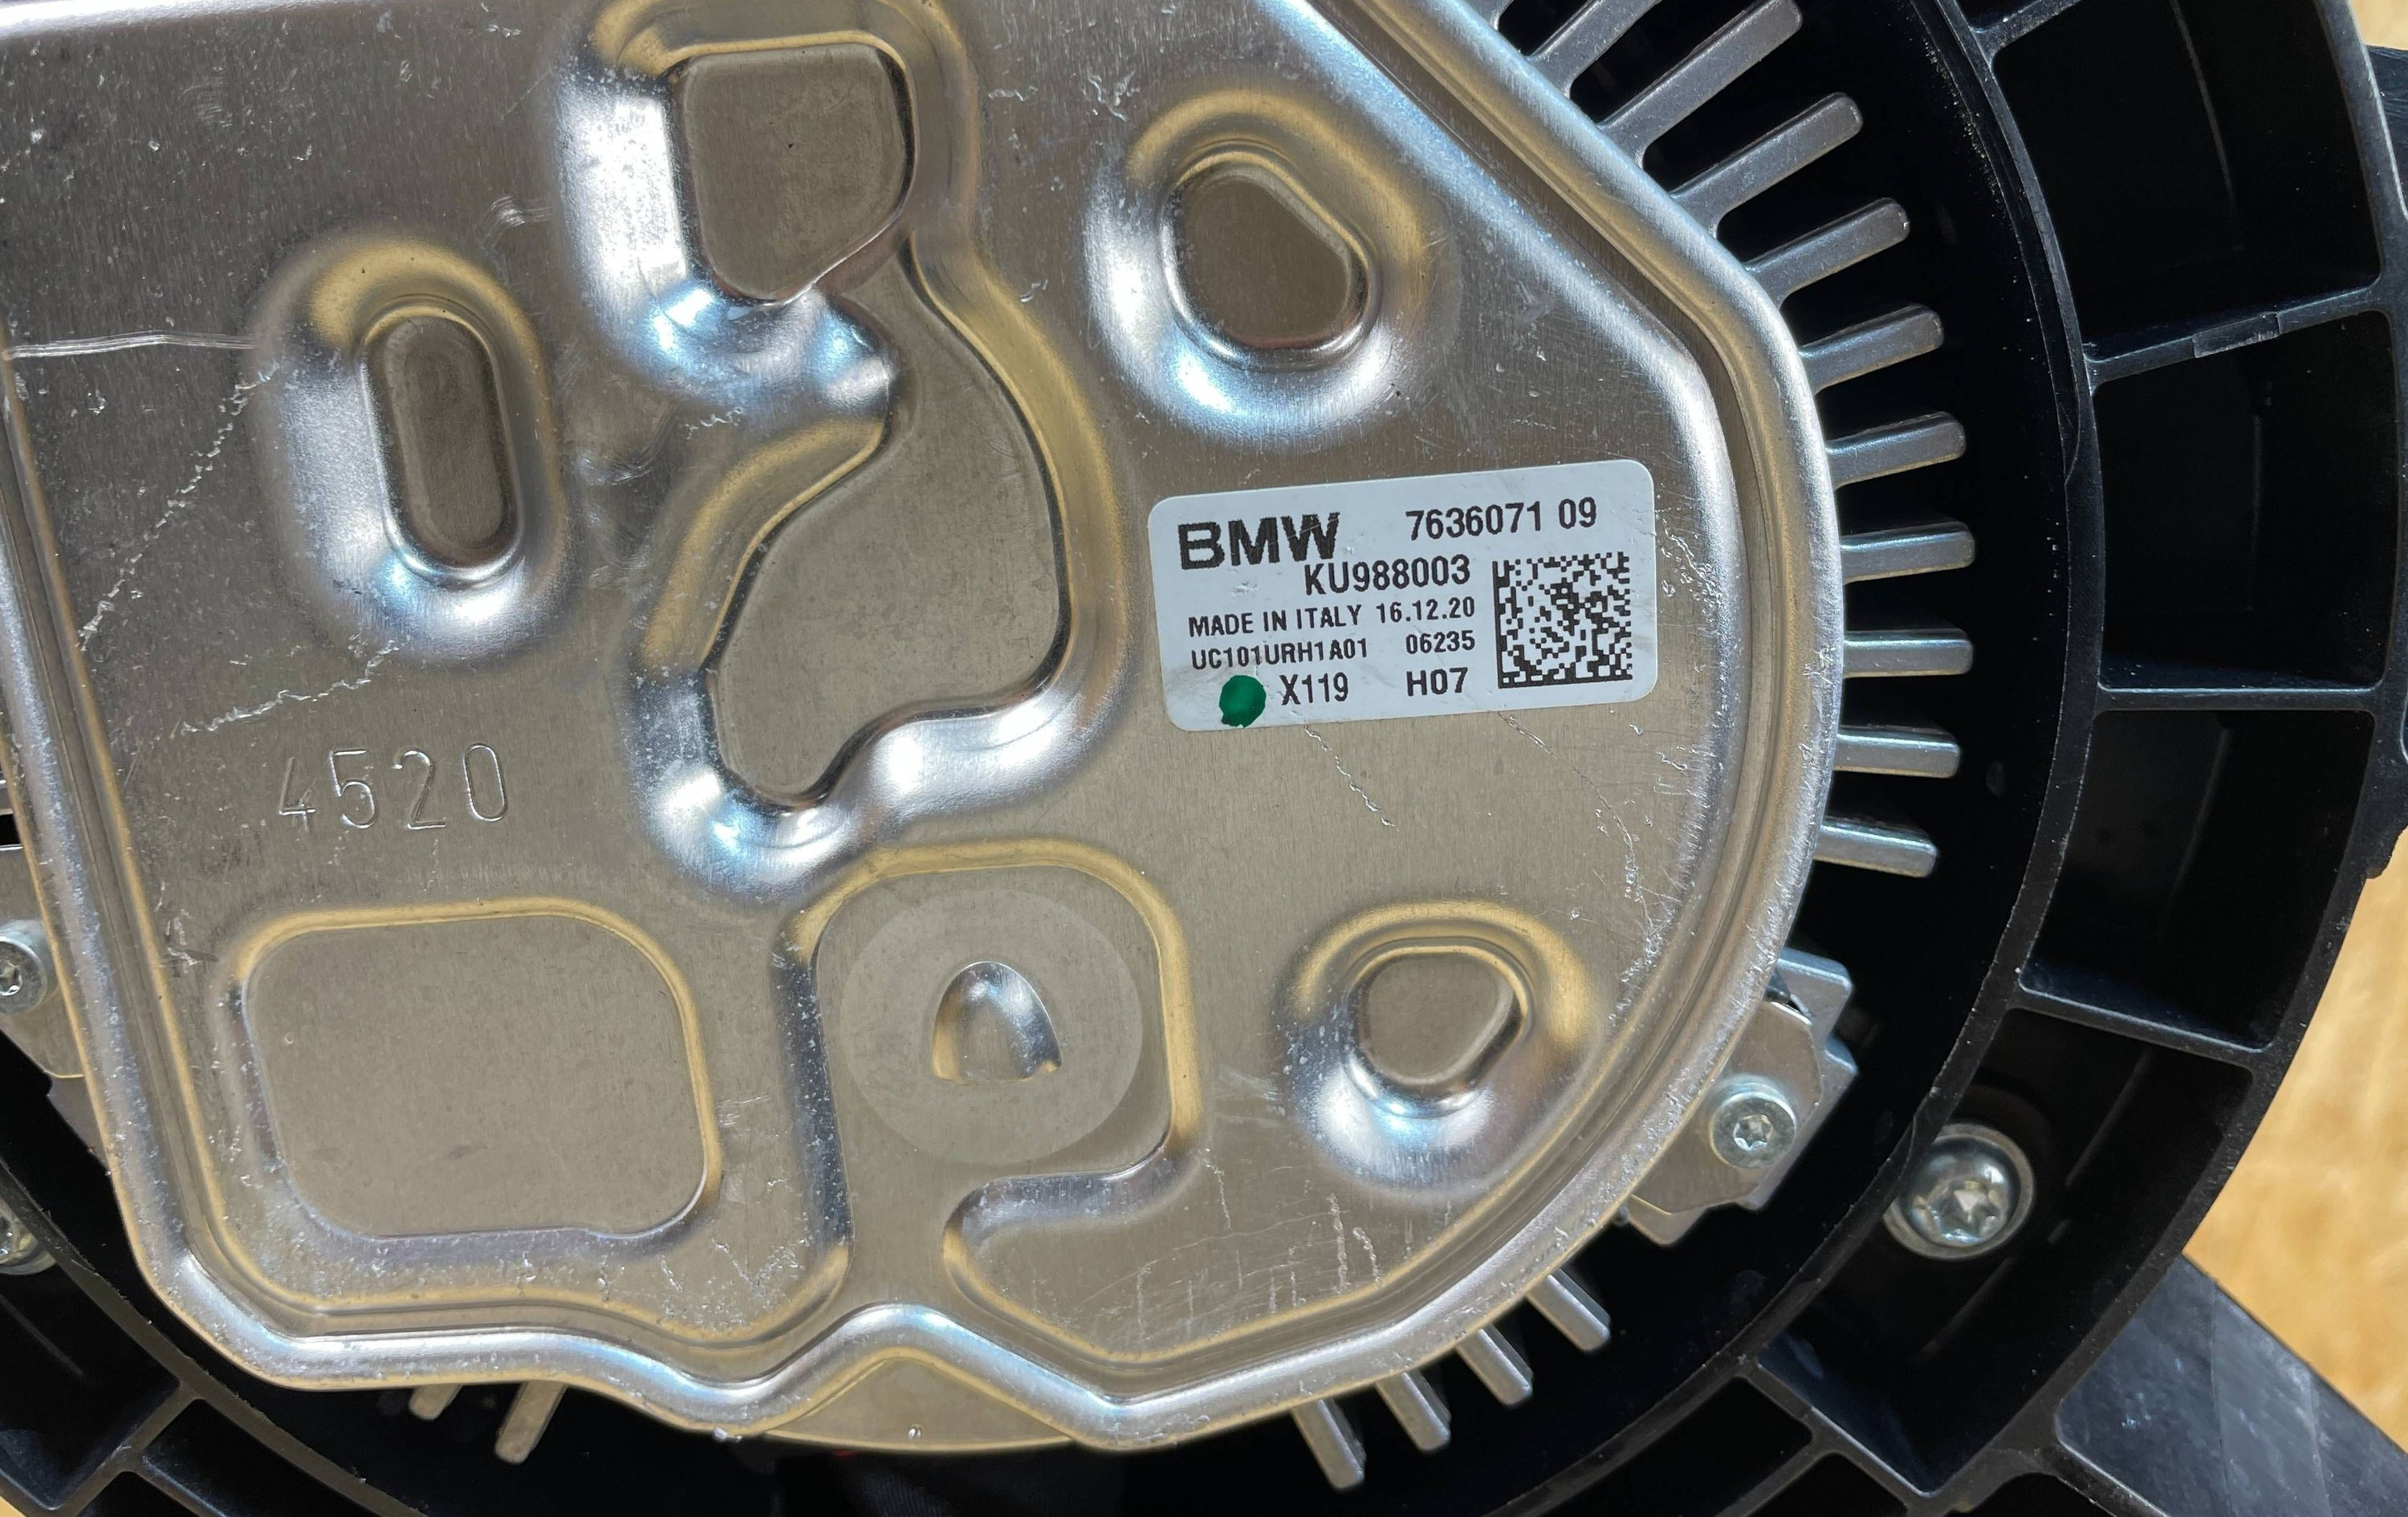 BMW 7636071 09
KU988003
MADE IN ITALY 16.12.20
UC101URH1A01 06235
X119 H07
4520